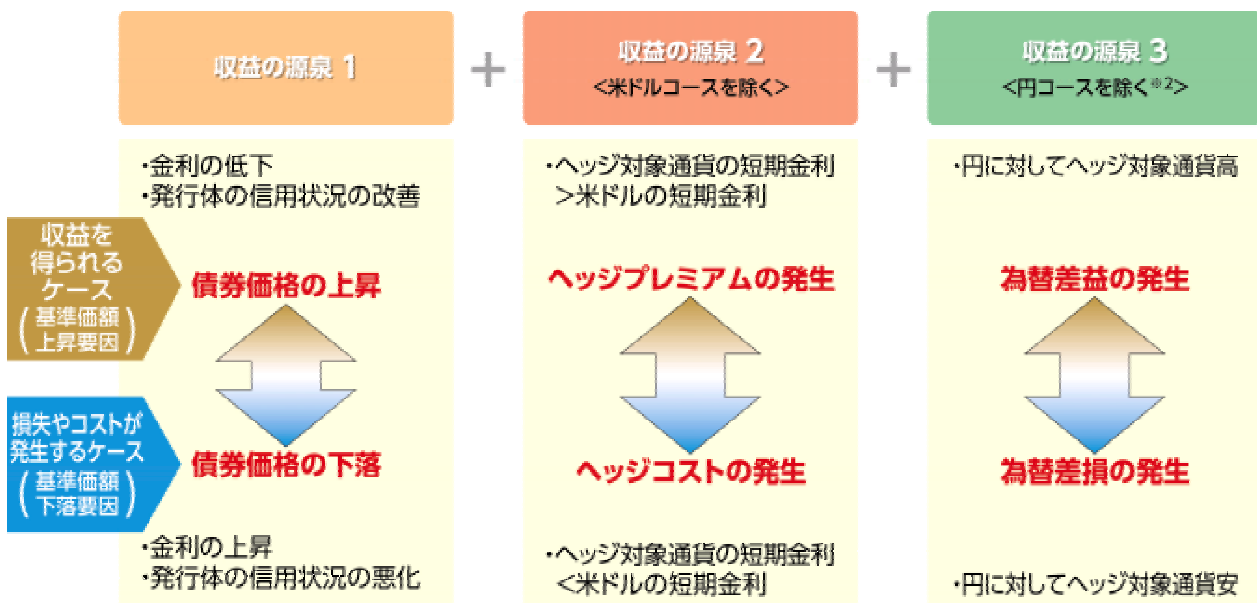 収益の源泉 1
+
収益の源泉 2
<米ドルコースを除く>
+
収益の源泉 3
<円コースを除く※2>
・金利の低下
・発行体の信用状況の改善
・ヘッジ対象通貨の短期金利
>米ドルの短期金利
・円に対してヘッジ対象通貨高
収益を
得られる
ケース
(基準価額
上昇要因)
債券価格の上昇
ヘッジプレミアムの発生
為替差益の発生
損失やコストが
発生するケース
(基準価額
下落要因)
債券価格の下落
ヘッジコストの発生
為替差損の発生
・金利の上昇
・発行体の信用状況の悪化
・ヘッジ対象通貨の短期金利
<米ドルの短期金利
・円に対してヘッジ対象通貨安